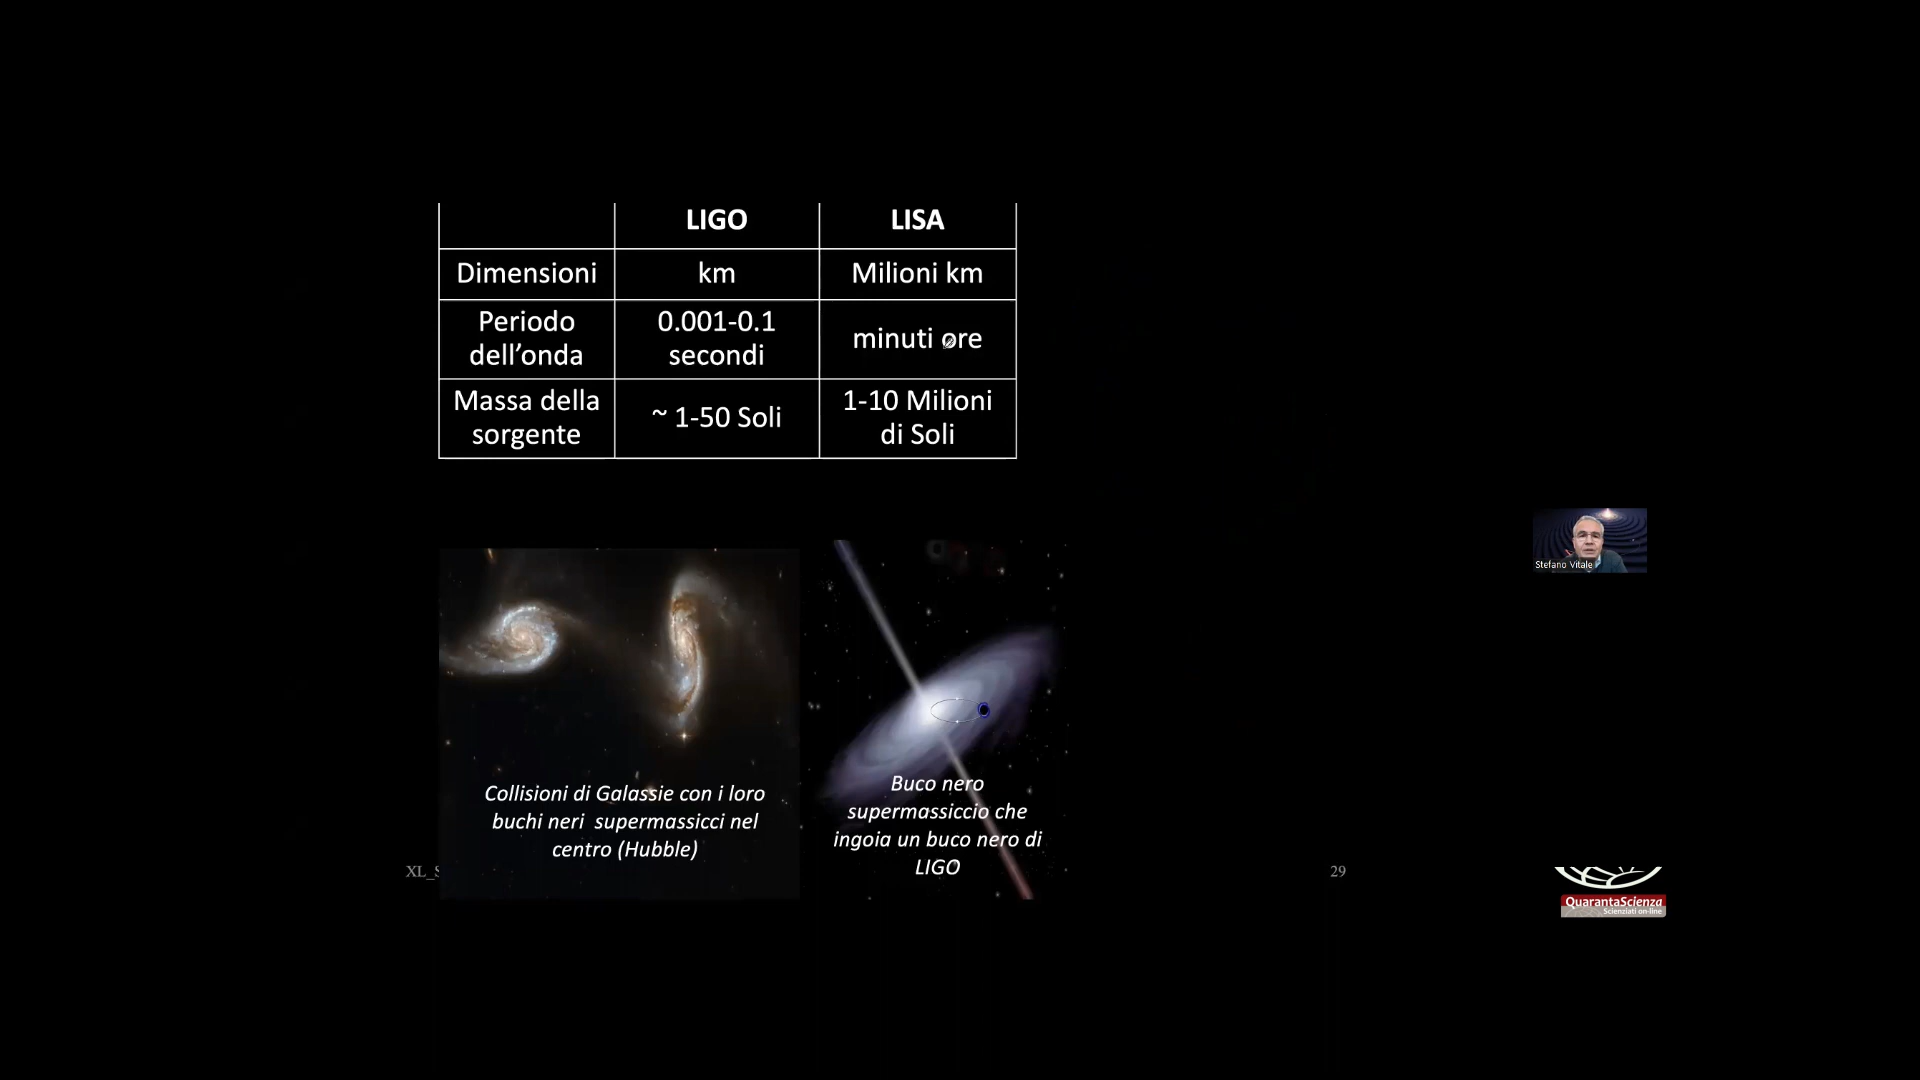 LIGO LISA
Dimensioni km Milioni km
Periodo
dell'onda
0.001-0.1
secondi
minuti ore
Massa della
sorgente
~ 1-50 Soli
1-10 Milioni
di Soli
Stefano Vitale
Collisioni di Galassie con i loro
buchi neri supermassicci nel
centro (Hubble)
Buco nero
supermassiccio che
ingoia un buco nero di
LIGO
XL_S
29
QuarantaScienza
Scienziati on-line